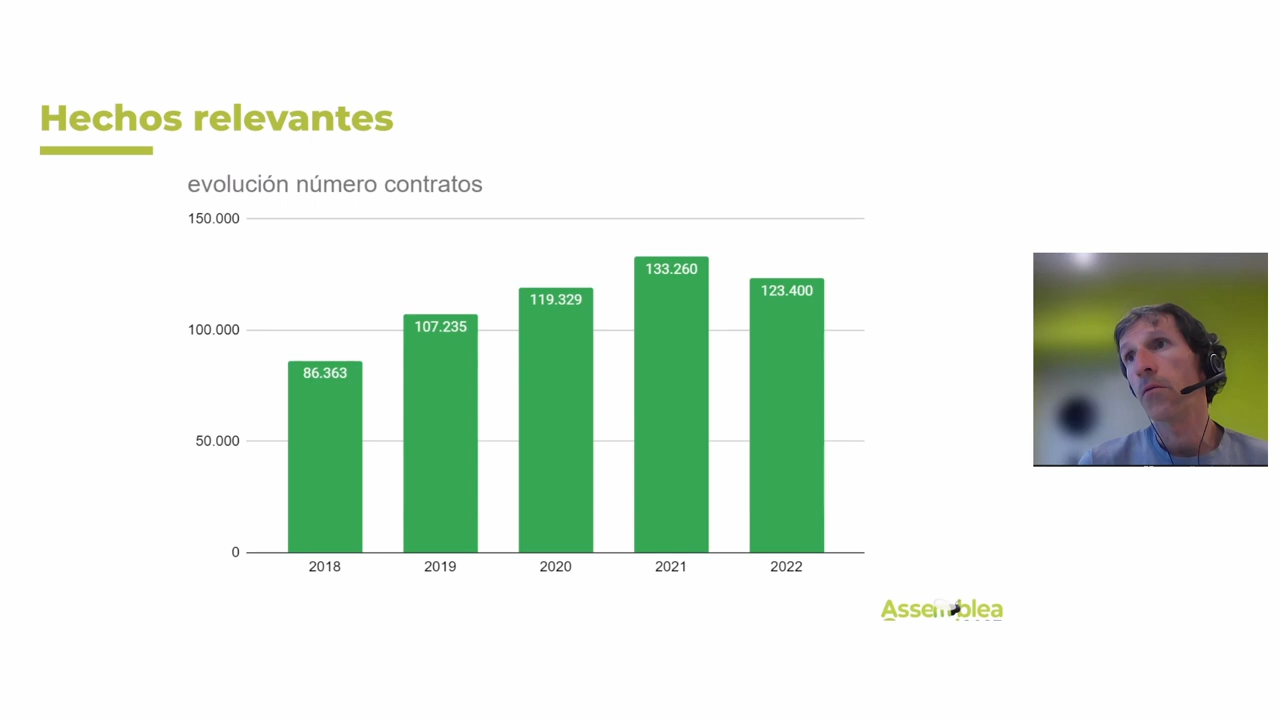 Hechos relevantes
evolución número contratos
150.000
100.000
50.000
0
86.363
107.235
119.329
133.260
123.400
2018 2019 2020 2021 2022
Assemblea